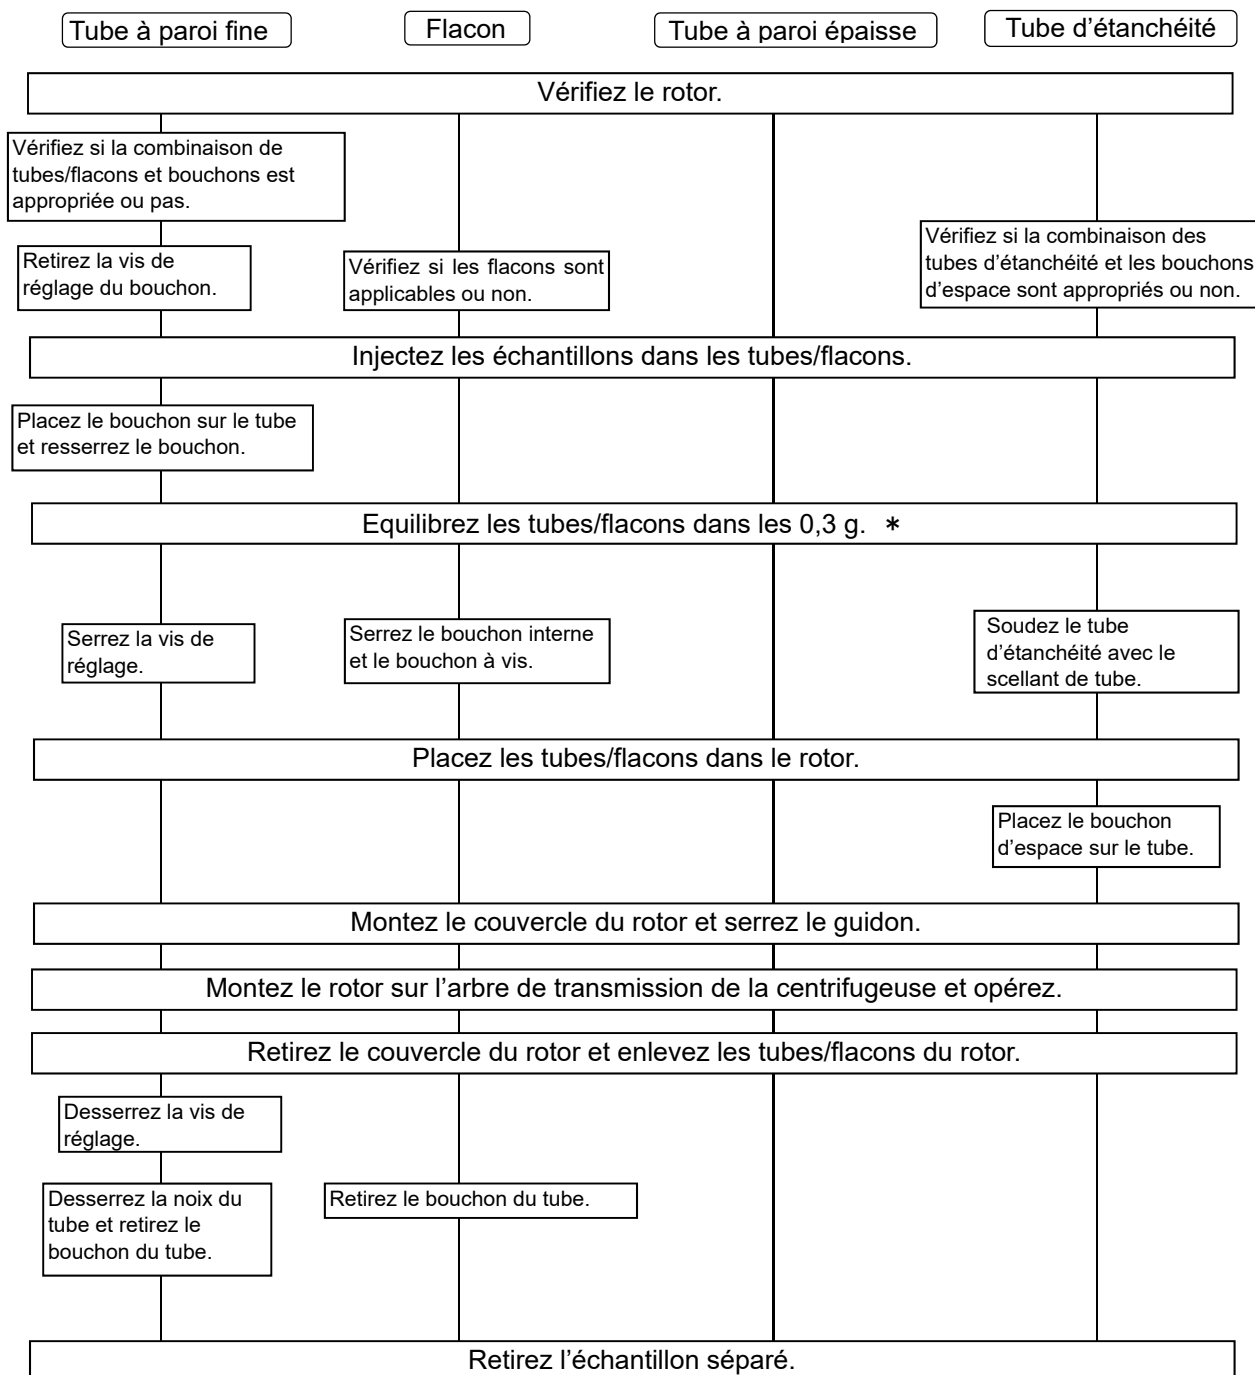 Tube à paroi fine
Flacon
Tube à paroi épaisse
Tube d'étanchéité
Vérifiez le rotor.
Vérifiez si la combinaison de
tubes/flacons et bouchons est
appropriée ou pas.
Retirez la vis de
réglage du bouchon.
Vérifiez si les flacons sont
applicables ou non.
Vérifiez si la combinaison des
tubes d'étanchéité et les bouchons
d'espace sont appropriés ou non.
Injectez les échantillons dans les tubes/flacons.
Placez le bouchon sur le tube
et resserrez le bouchon.
Equilibrez les tubes/flacons dans les 0,3 g. *
Serrez la vis de
réglage.
Serrez le bouchon interne
et le bouchon à vis.
Soudez le tube
d'étanchéité avec le
scellant de tube.
Placez les tubes/flacons dans le rotor.
Placez le bouchon
d'espace sur le tube.
Montez le couvercle du rotor et serrez le guidon.
Montez le rotor sur l'arbre de transmission de la centrifugeuse et opérez.
Retirez le couvercle du rotor et enlevez les tubes/flacons du rotor.
Desserrez la vis de
réglage.
Desserrez la noix du
tube et retirez le
bouchon du tube.
Retirez le bouchon du tube.
Retirez l'échantillon séparé.